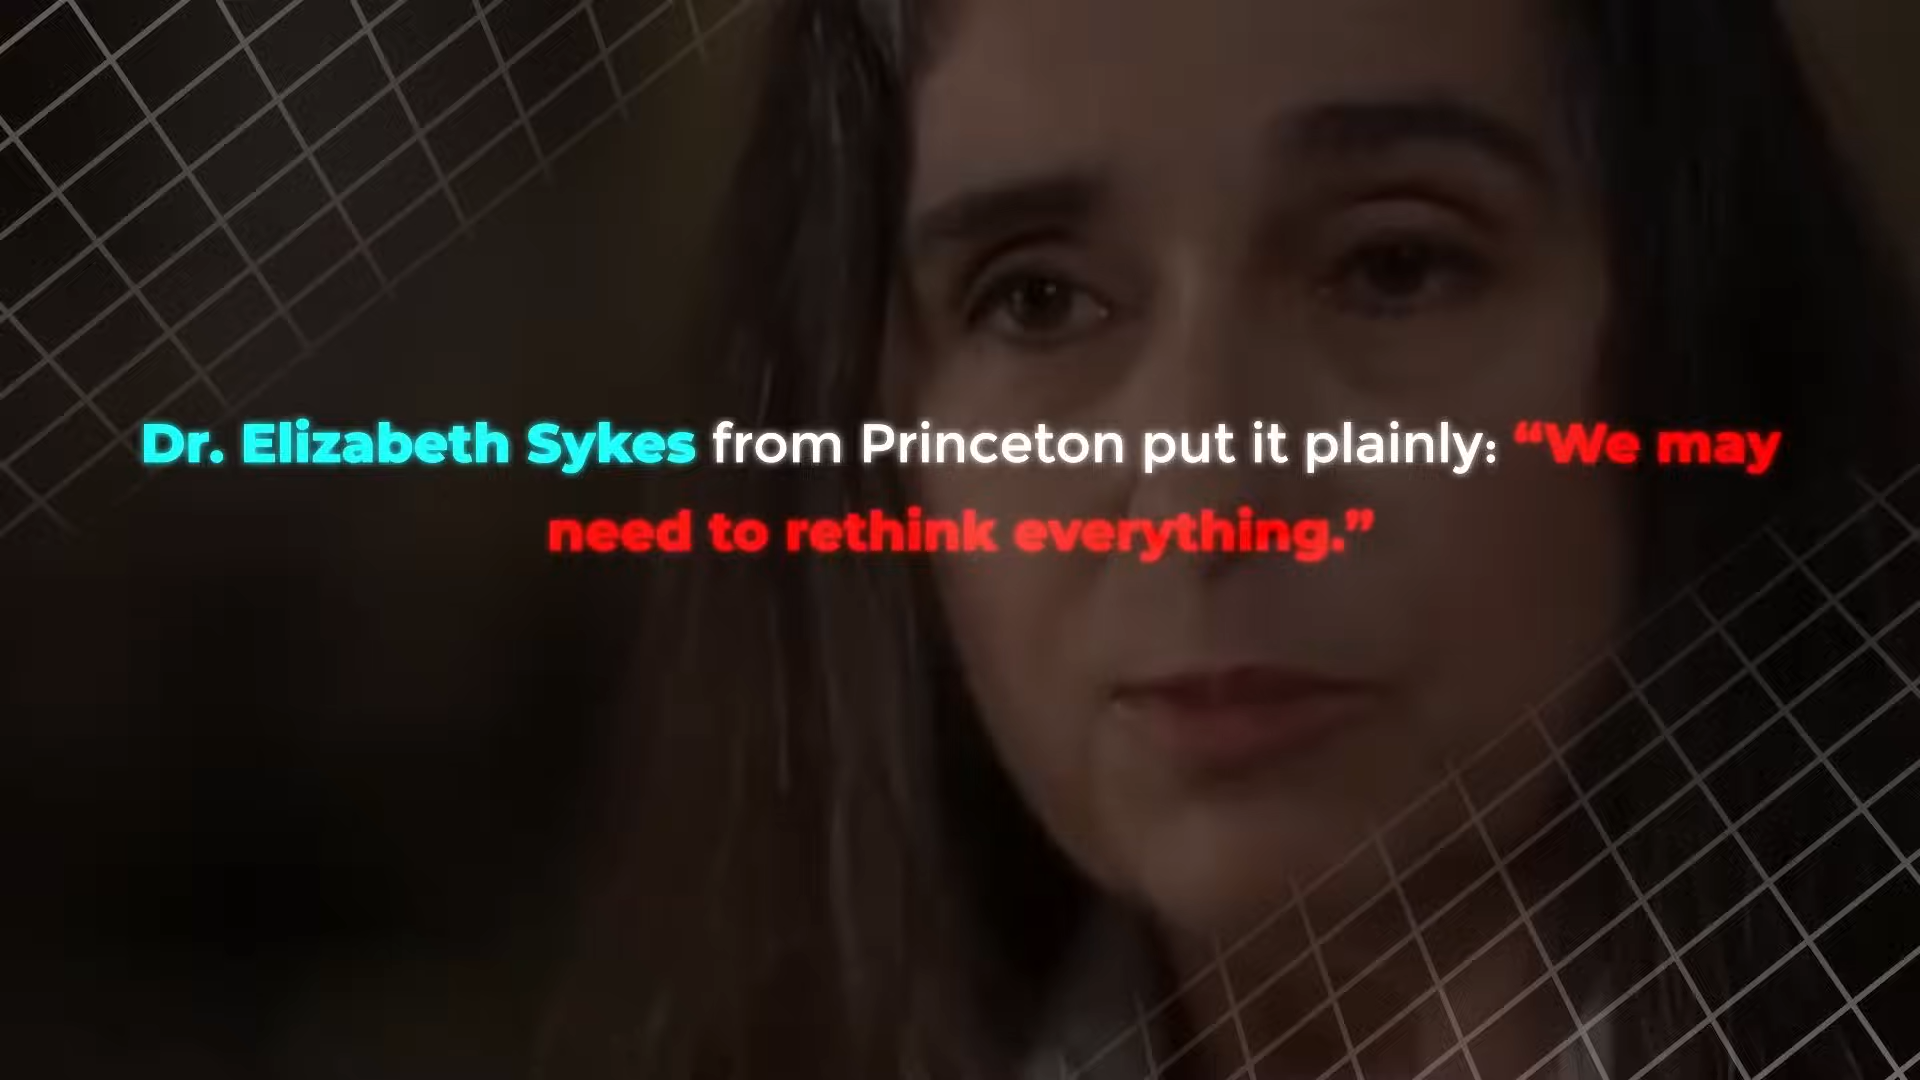 Dr. Elizabeth Sykes from Princeton put it plainly: “We may
need to rethink everything.”